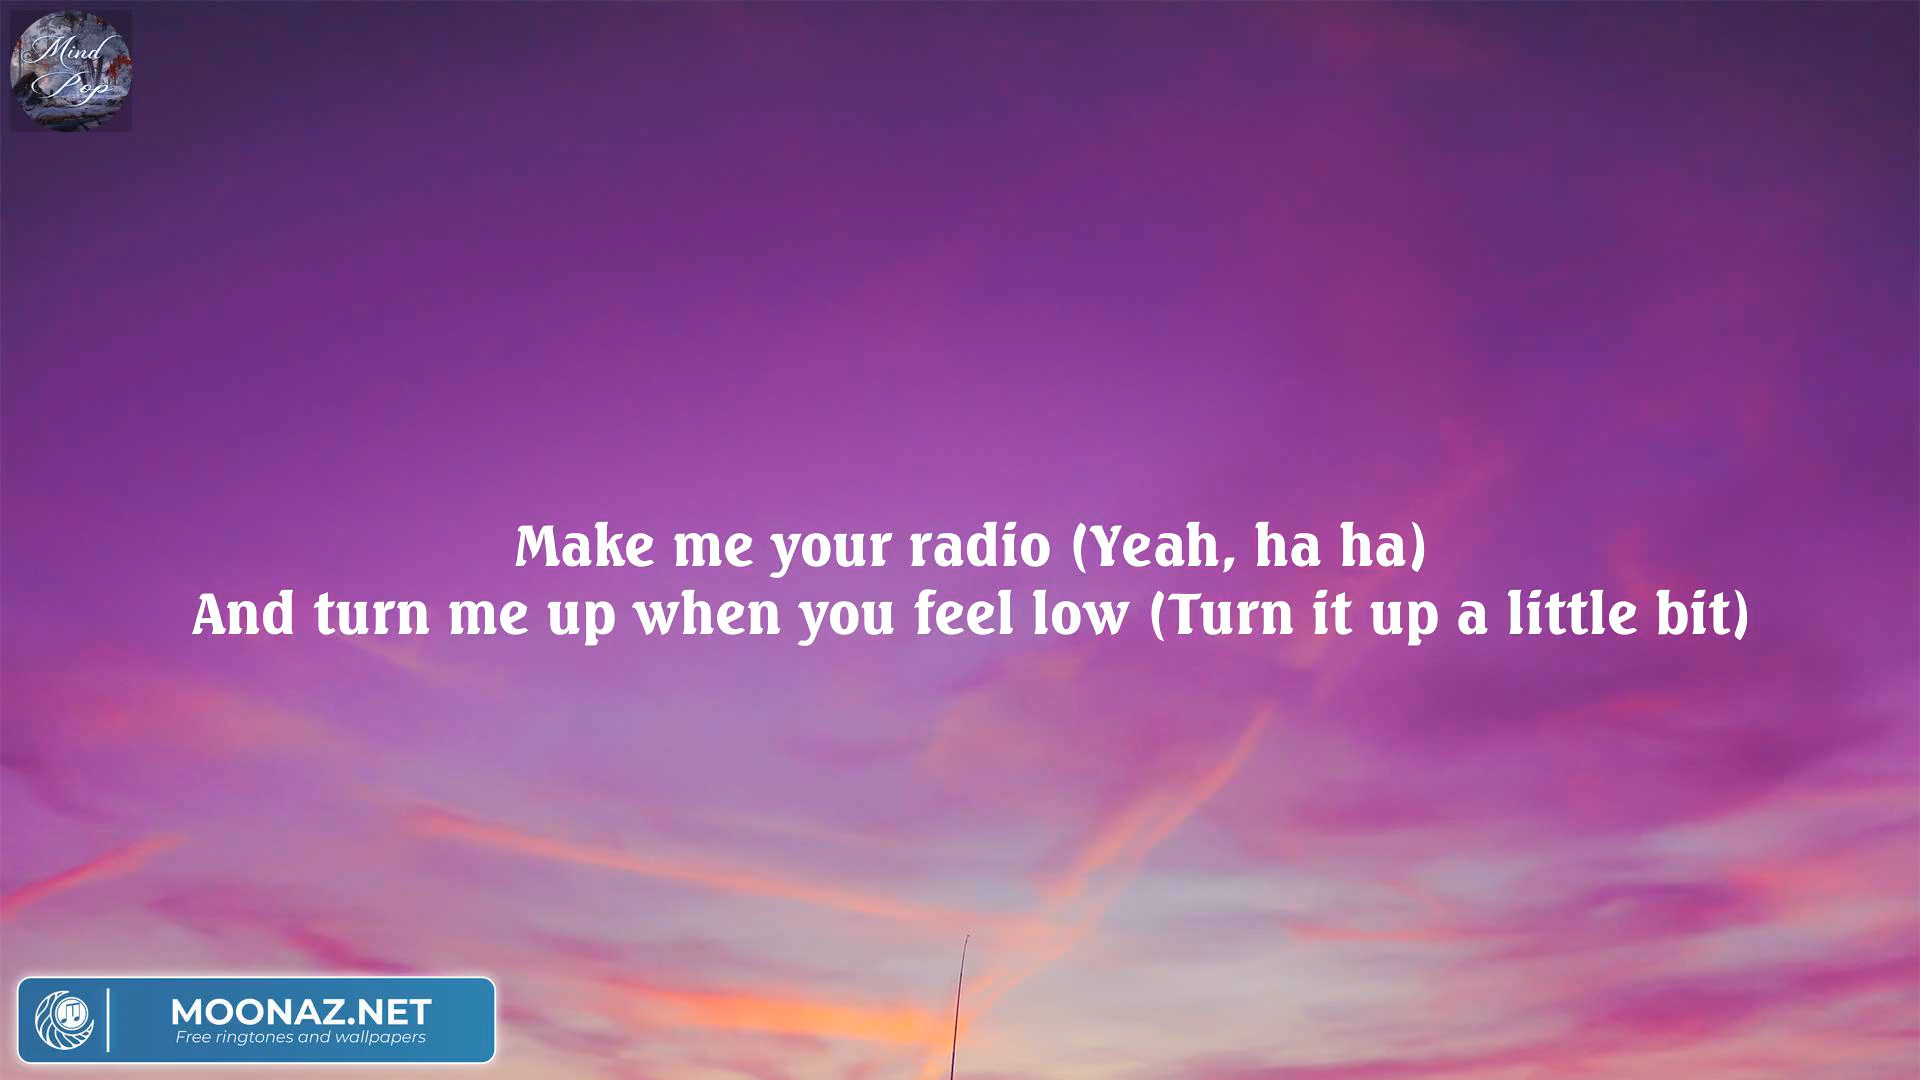 Mind
Pop
Make me your radio (Yeah, ha ha)
And turn me up when you feel low (Turn it up a little bit)
MOONAZ.NET
Free ringtones and wallpapers